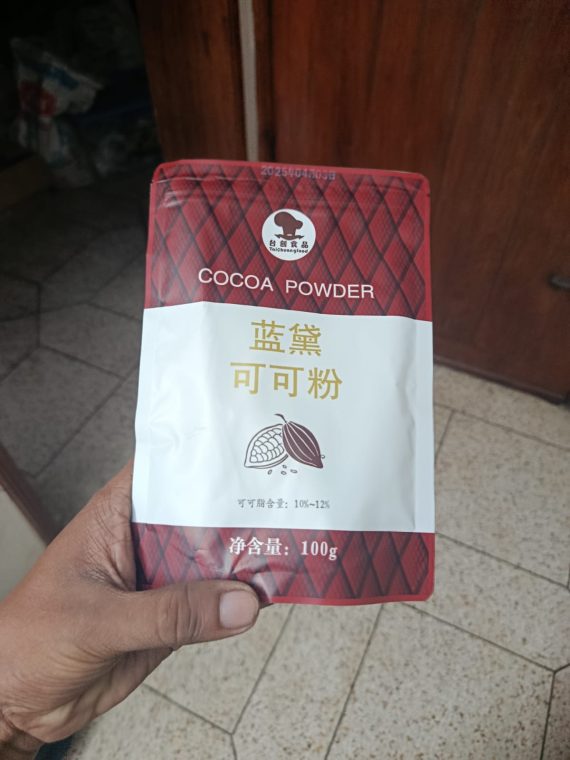 台创食品
TaiChuangfood
COCOA POWDER
蓝黛
可可粉
可可脂含量：10%~12%
净含量：100g